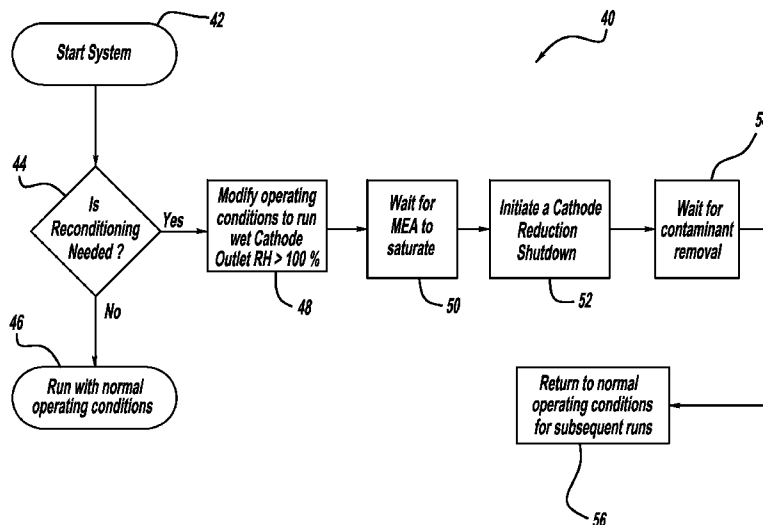 42
Start System
40
44
Is
Reconditioning
Needed ?
Yes
No
Modify operating
conditions to run
wet Cathode
Outlet RH > 100 %
48
Wait for
MEA to
saturate
50
Initiate a Cathode
Reduction
Shutdown
52
Wait for
contaminant
removal
46
Run with normal
operating conditions
Return to normal
operating conditions
for subsequent runs
56